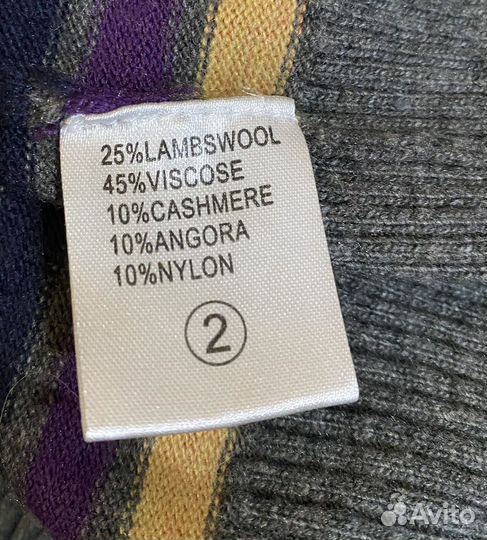 25%LAMBSWOOL
45%VISCOSE
10%CASHMERE
10%ANGORA
10%NYLON
2
Avito